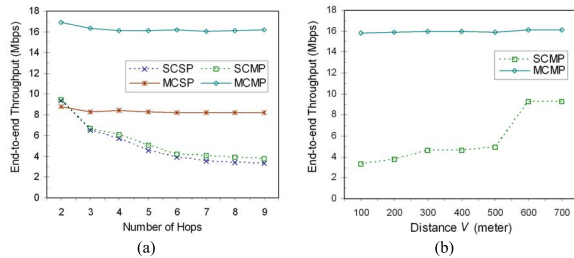 End-to-end Throughput (Mbps)
18
16
14
12
10
8
6
4
2
0
SCSP
SCMP
MCSP
MCMP
2 3 4 5 6 7 8 9
Number of Hops
(a)
End-to-end Throughput (Mbps)
18
16
14
12
10
8
6
4
2
0
SCMP
MCMP
100 200 300 400 500 600 700
Distance V (meter)
(b)